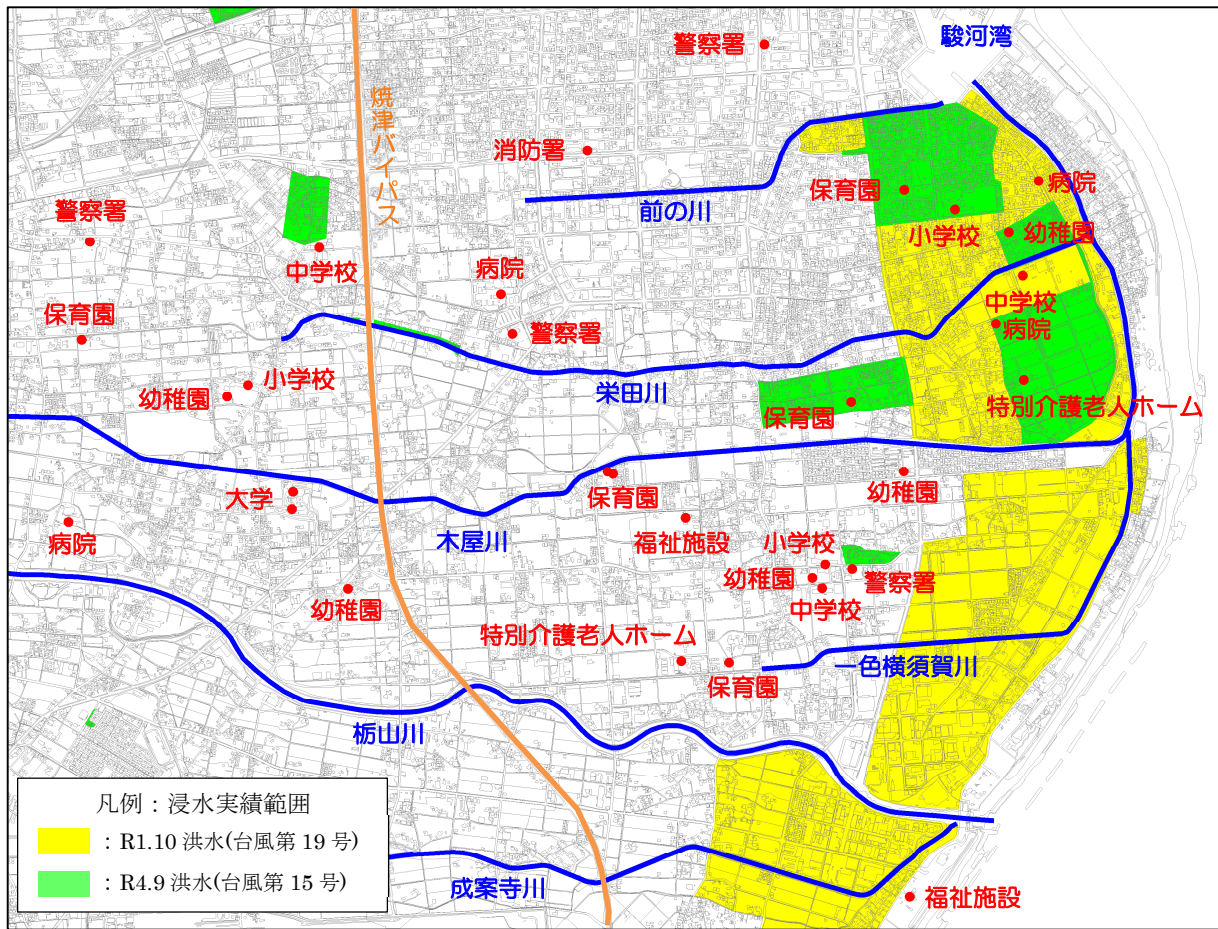 駿河湾
警察署
焼津バイパス
消防署
病院
保育園
前の川
警察署
小学校
幼稚園
中学校
病院
中学校
保育園
病院
警察署
小学校
幼稚園
栄田川
保育園
特別介護老人ホーム
大学
保育園
幼稚園
病院
木屋川
福祉施設
小学校
幼稚園
警察署
幼稚園
中学校
特別介護老人ホーム
保育園
一色横須賀川
栃山川
凡例：浸水実績範囲
：R1.10 洪水(台風第 19 号)
：R4.9 洪水(台風第 15 号)
成案寺川
福祉施設